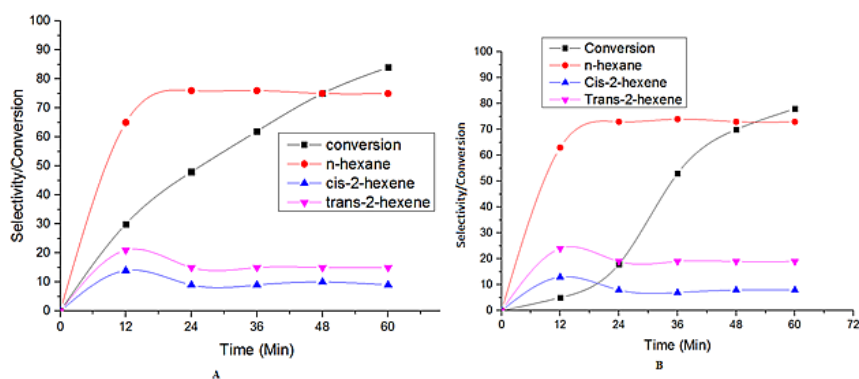 100
90
80
70
60
50
40
30
20
10
0
Selectivity/Conversion
conversion
n-hexane
cis-2-hexene
trans-2-hexene
0 12 24 36 48 60
Time (Min)
A
100
90
80
70
60
50
40
30
20
10
0
Selectivity/Conversion
Conversion
n-hexane
Cis-2-hexene
Trans-2-hexene
0 12 24 36 48 60 72
Time (Min)
B